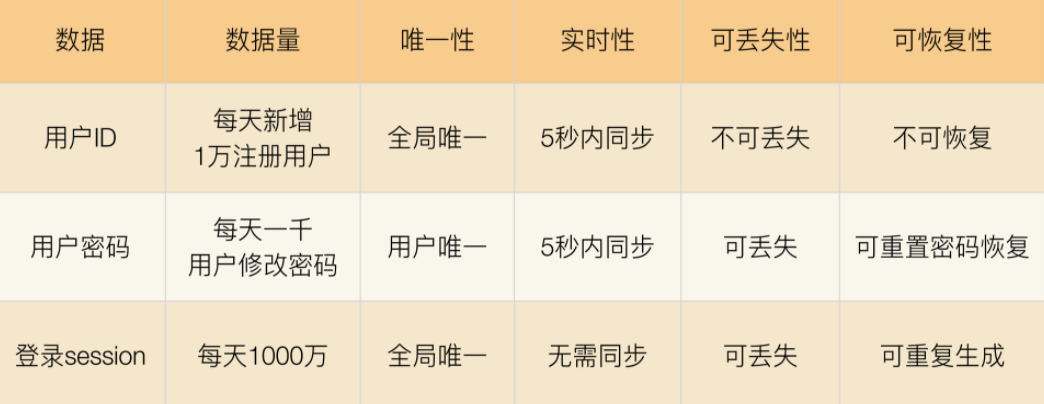 数据 数据量 唯一性 实时性 可丢失性 可恢复性
用户ID 每天新增
1万注册用户 全局唯一 5秒内同步 不可丢失 不可恢复
用户密码 每天一千
用户修改密码 用户唯一 5秒内同步 可丢失 可重置密码恢复
登录session 每天1000万 全局唯一 无需同步 可丢失 可重复生成